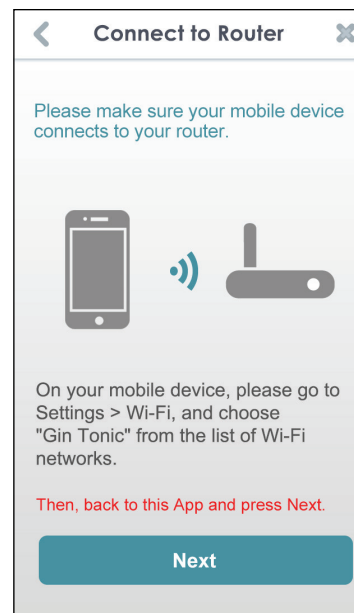 Connect to Router
Please make sure your mobile device
connects to your router.
On your mobile device, please go to
Settings > Wi-Fi, and choose
"Gin Tonic" from the list of Wi-Fi
networks.
Then, back to this App and press Next.
Next